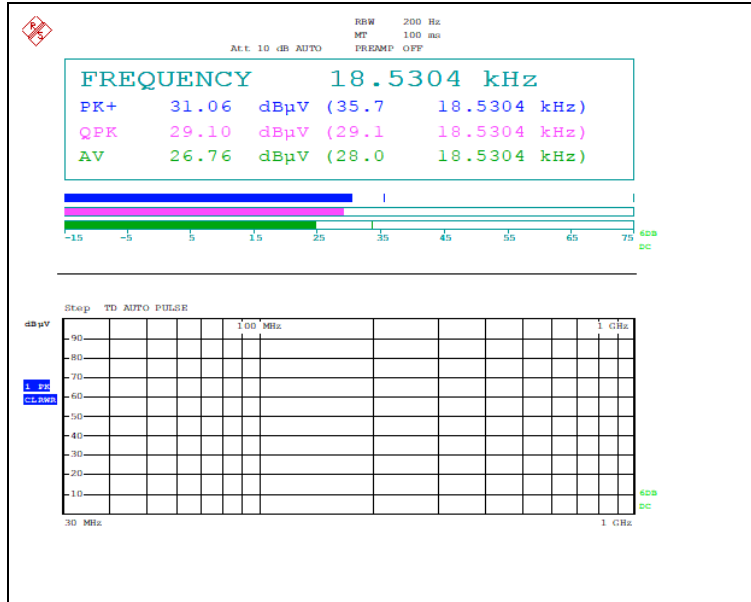 R S
RBW 200 Hz
MT 100 ms
Att 10 dB AUTO PREAMP OFF
FREQUENCY 18.5304 kHz
PK+ 31.06 dBµV (35.7 18.5304 kHz)
QPK 29.10 dBµV (29.1 18.5304 kHz)
AV 26.76 dBµV (28.0 18.5304 kHz)
-15 -5 5 15 25 35 45 55 65 75
6DB
DC
Step TD AUTO PULSE
dBµV
100 MHz 1 GHz
90
80
70
1 PK
CLRWR
60
50
40
30
20
10
6DB
DC
30 MHz 1 GHz